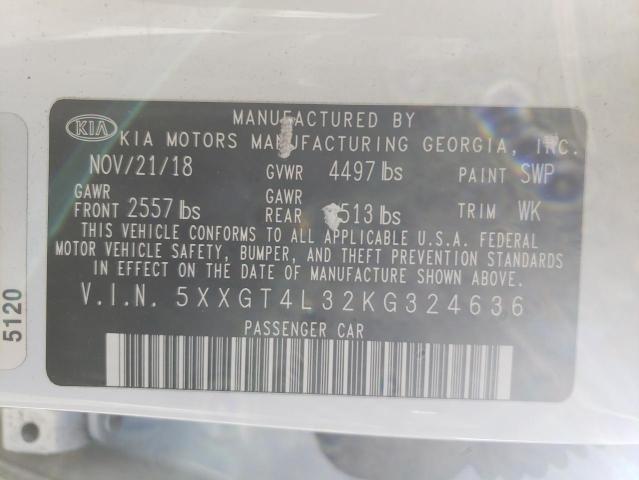 MANUFACTURED BY
KIA KIA MOTORS MANUFACTURING GEORGIA, INC.
NOV/21/18 GVWR 4497 lbs PAINT SWP
GAWR FRONT 2557 lbs GAWR REAR TRIM WK
THIS VEHICLE CONFORMS TO ALL APPLICABLE U.S.A. FEDERAL
MOTOR VEHICLE SAFETY, BUMPER, AND THEFT PREVENTION STANDARDS
IN EFFECT ON THE DATE OF MANUFACTURE SHOWN ABOVE.
V.I.N. 5XXGT4L32KG324636
PASSENGER CAR
5120